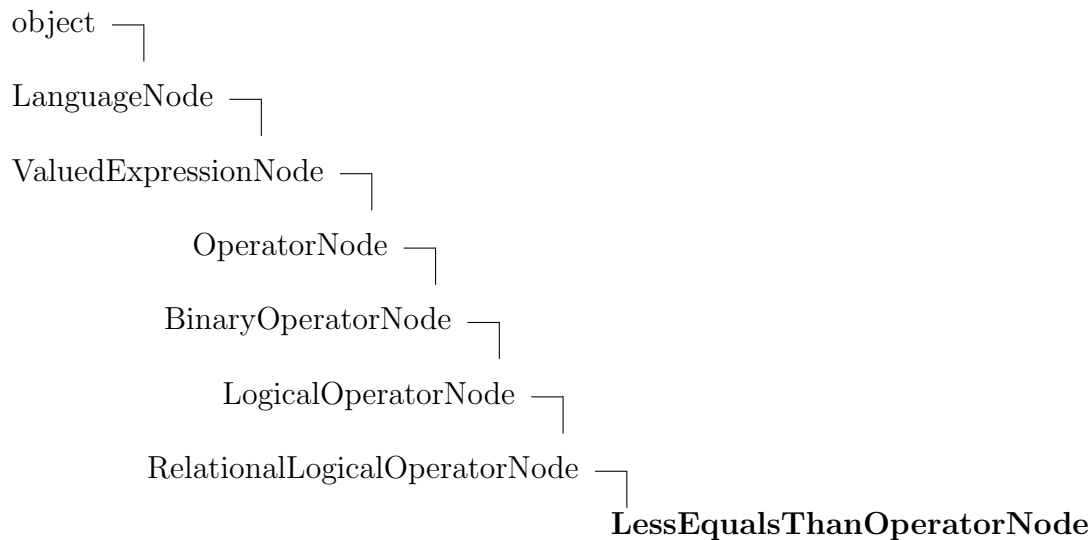 object
LanguageNode
ValuedExpressionNode
OperatorNode
BinaryOperatorNode
LogicalOperatorNode
RelationalLogicalOperatorNode
LessEqualsThanOperatorNode